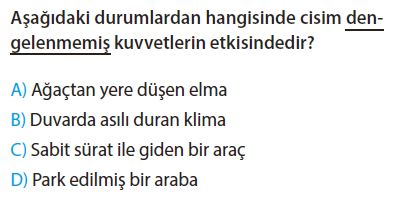 Aşağıdaki durumlardan hangisinde cisim den-
gelenmemiş kuvvetlerin etkisindedir?
A) Ağaçtan yere düşen elma
B) Duvarda asılı duran klima
C) Sabit sürat ile giden bir araç
D) Park edilmiş bir araba